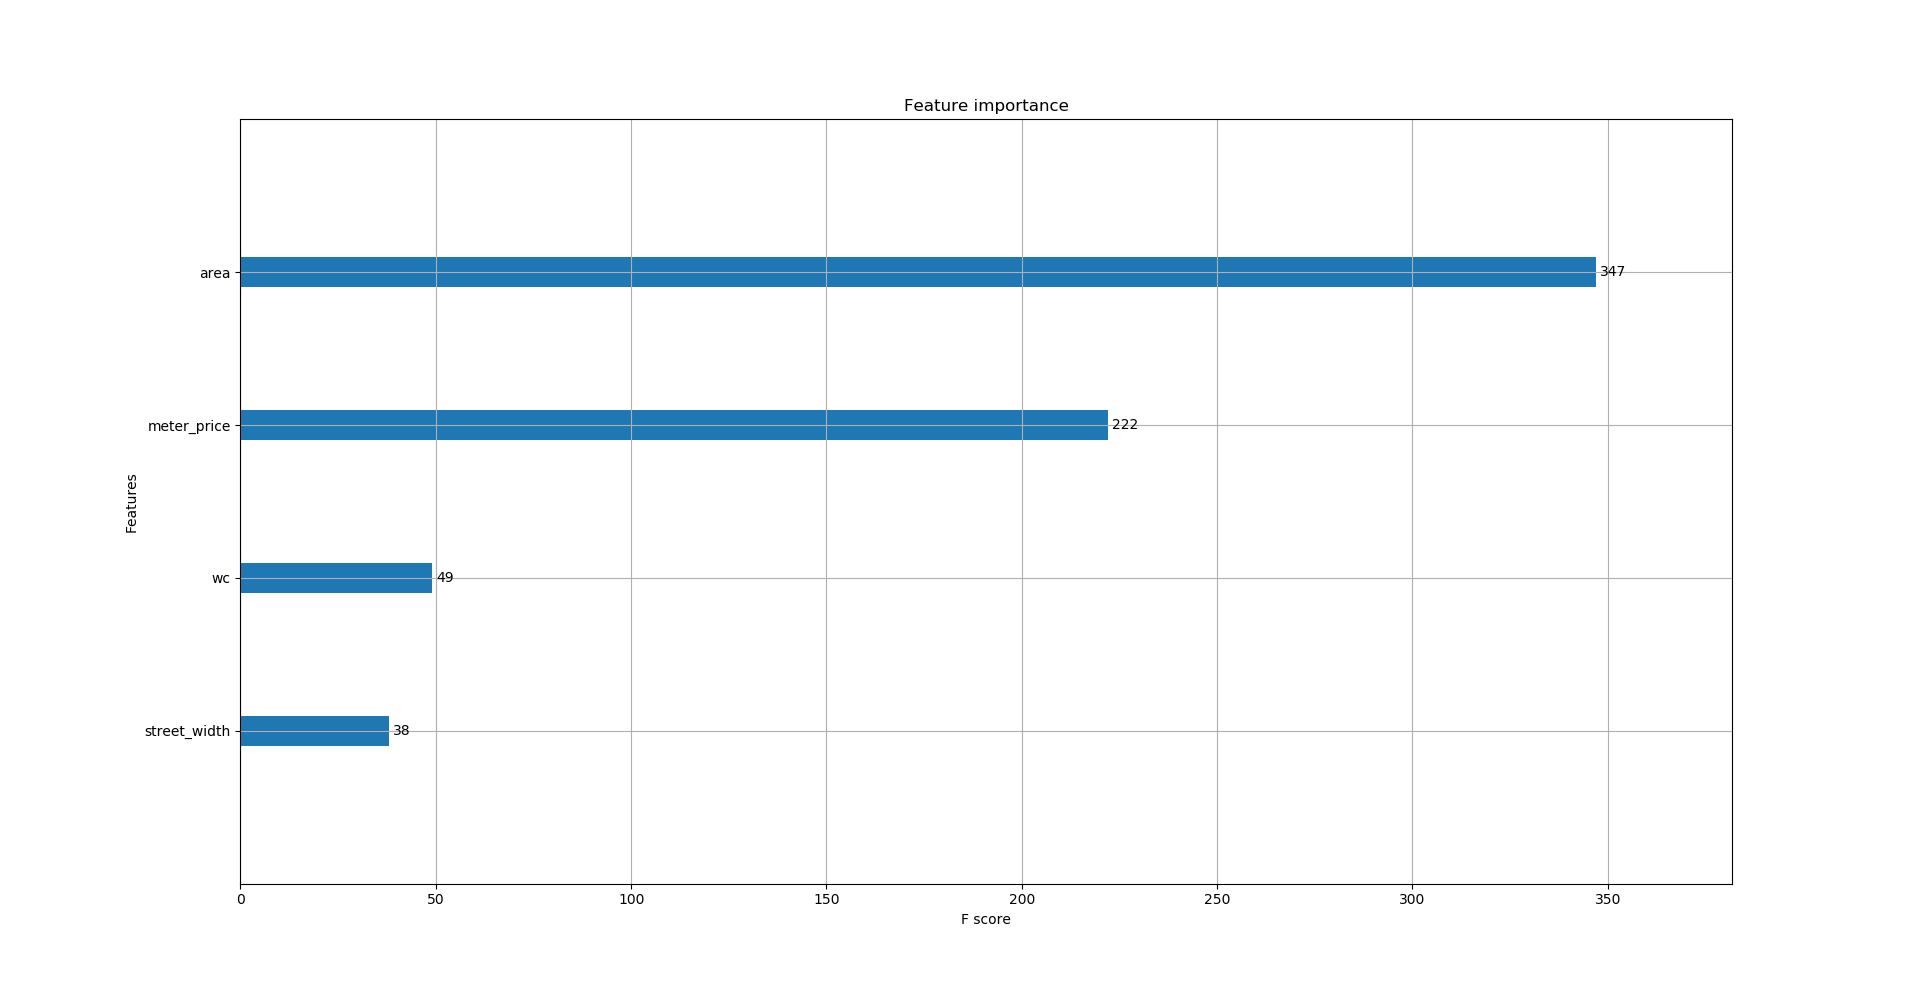 Feature importance
area
347
meter_price
222
Features
wc
49
street_width
38
0 50 100 150 200 250 300 350
F score